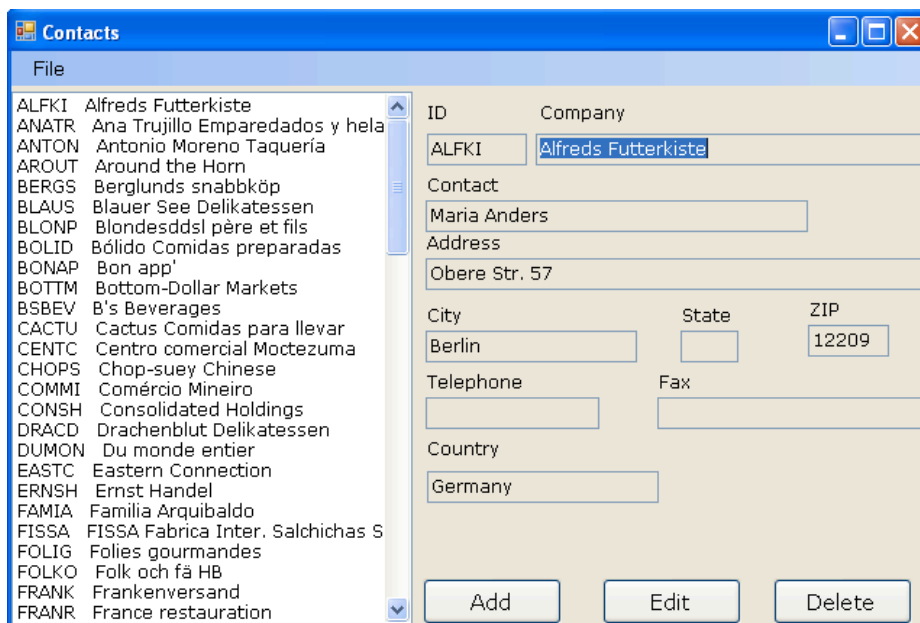 Contacts
File
ALFKI Alfreds Futterkiste
ANATR Ana Trujillo Emparedados y hela
ANTON Antonio Moreno Taquería
AROUT Around the Horn
BERGS Berglunds snabbköp
BLAUS Blauer See Delikatessen
BLONP Blondesddsl père et fils
BOLID Bólido Comidas preparadas
BONAP Bon app'
BOTTM Bottom-Dollar Markets
BSBEV B's Beverages
CACTU Cactus Comidas para llevar
CENTC Centro comercial Moctezuma
CHOPS Chop-suey Chinese
COMMI Comércio Mineiro
CONSH Consolidated Holdings
DRACD Drachenblut Delikatessen
DUMON Du monde entier
EASTC Eastern Connection
ERNSH Ernst Handel
FAMIA Familia Arquibaldo
FISSA FISSA Fabrica Inter. Salchichas S
FOLIG Folies gourmandes
FOLKO Folk och fä HB
FRANK Frankenversand
FRANR France restauration
ID Company
ALFKI Alfreds Futterkiste
Contact
Maria Anders
Address
Obere Str. 57
City State ZIP
Berlin 12209
Telephone Fax
Country
Germany
Add Edit Delete